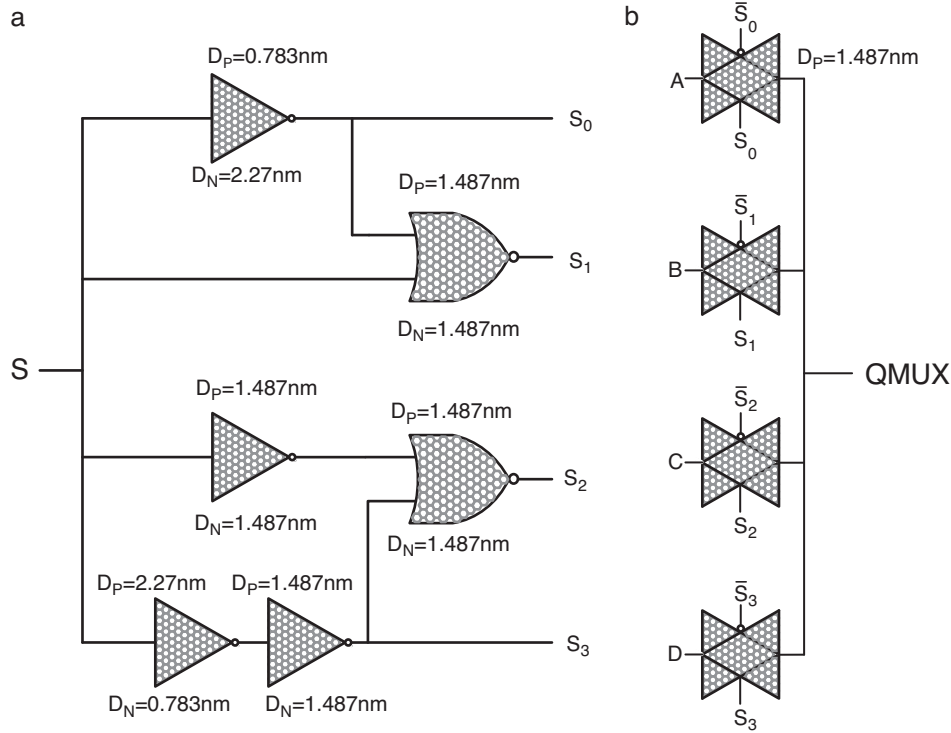 a
D_P=0.783nm
D_N=2.27nm
S_0
D_P=1.487nm
D_N=1.487nm
S_1
S
D_P=1.487nm
D_N=1.487nm
D_P=1.487nm
D_N=1.487nm
S_2
D_P=2.27nm
D_N=0.783nm
D_P=1.487nm
D_N=1.487nm
S_3
b
S̅_0
D_P=1.487nm
A
S_0
S̅_1
B
S_1
QMUX
S̅_2
C
S_2
S̅_3
D
S_3